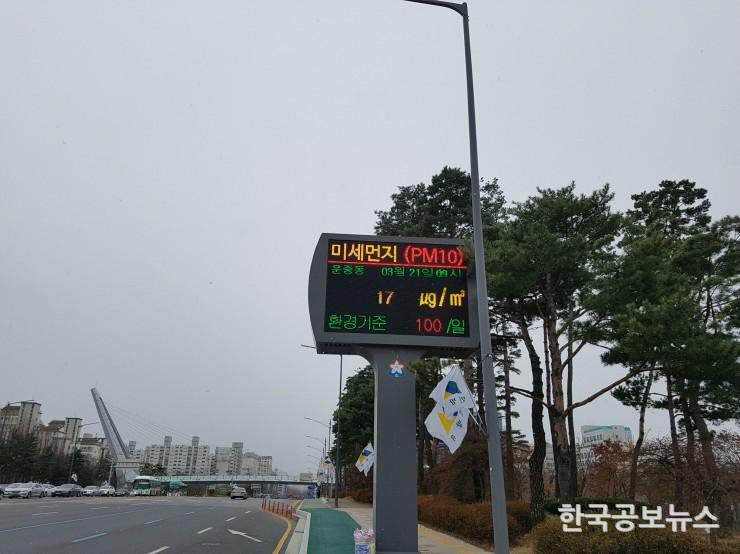 미세먼지 (PM10)
운중동 03월 21일 09시
17 µg/㎥
환경기준 100 /일
한국공보뉴스